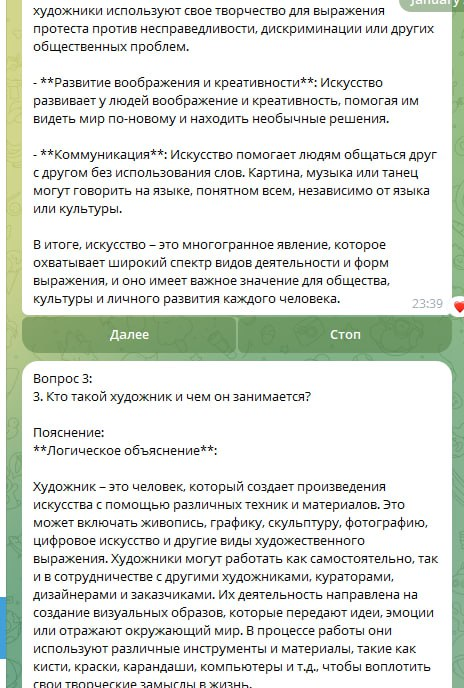 January
художники используют свое творчество для выражения
протеста против несправедливости, дискриминации или других
общественных проблем.
- **Развитие воображения и креативности**: Искусство
развивает у людей воображение и креативность, помогая им
видеть мир по-новому и находить необычные решения.
- **Коммуникация**: Искусство помогает людям общаться друг
с другом без использования слов. Картина, музыка или танец
могут говорить на языке, понятном всем, независимо от языка
или культуры.
В итоге, искусство – это многогранное явление, которое
охватывает широкий спектр видов деятельности и форм
выражения, и оно имеет важное значение для общества,
культуры и личного развития каждого человека.
23:39
Далее Стоп
Вопрос 3:
3. Кто такой художник и чем он занимается?
Пояснение:
**Логическое объяснение**:
Художник – это человек, который создает произведения
искусства с помощью различных техник и материалов. Это
может включать живопись, графику, скульптуру, фотографию,
цифровое искусство и другие виды художественного
выражения. Художники могут работать как самостоятельно, так
и в сотрудничестве с другими художниками, кураторами,
дизайнерами и заказчиками. Их деятельность направлена на
создание визуальных образов, которые передают идеи, эмоции
или отражают окружающий мир. В процессе работы они
используют различные инструменты и материалы, такие как
кисти, краски, карандаши, компьютеры и т.д., чтобы воплотить
свои творческие замыслы в жизнь.